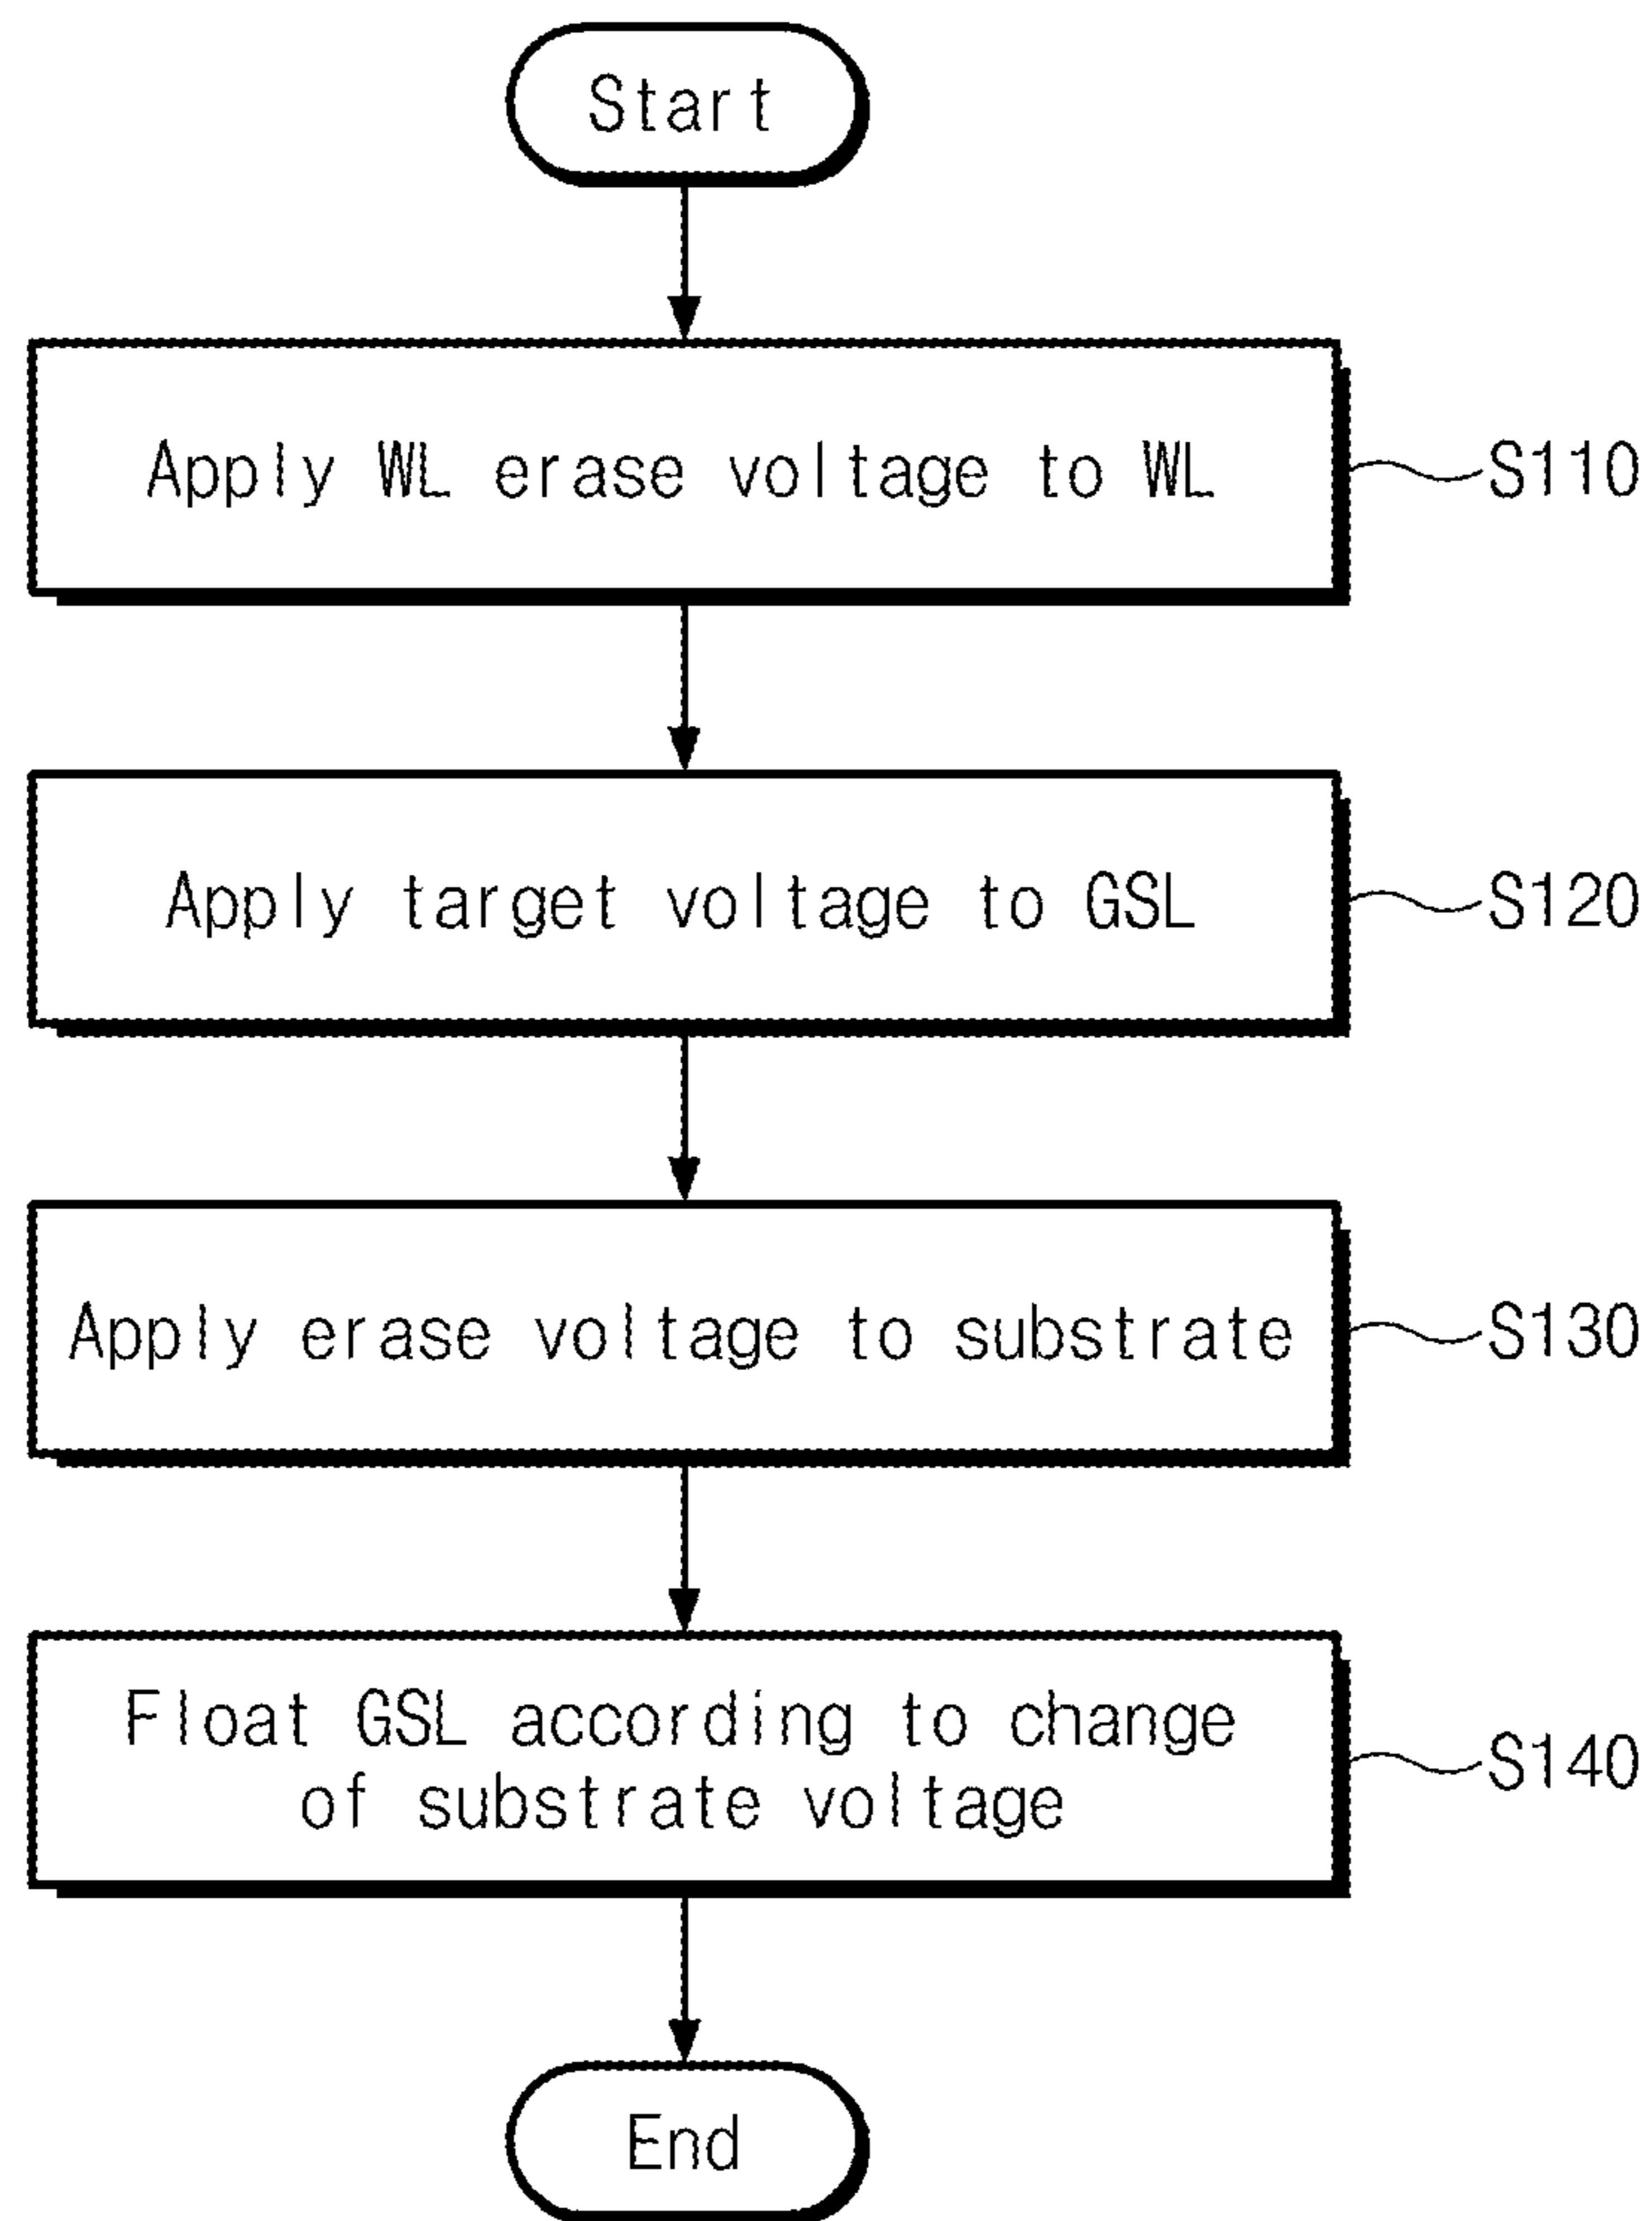 Start
Apply WL erase voltage to WL
S110
Apply target voltage to GSL
S120
Apply erase voltage to substrate
S130
Float GSL according to change
of substrate voltage
S140
End